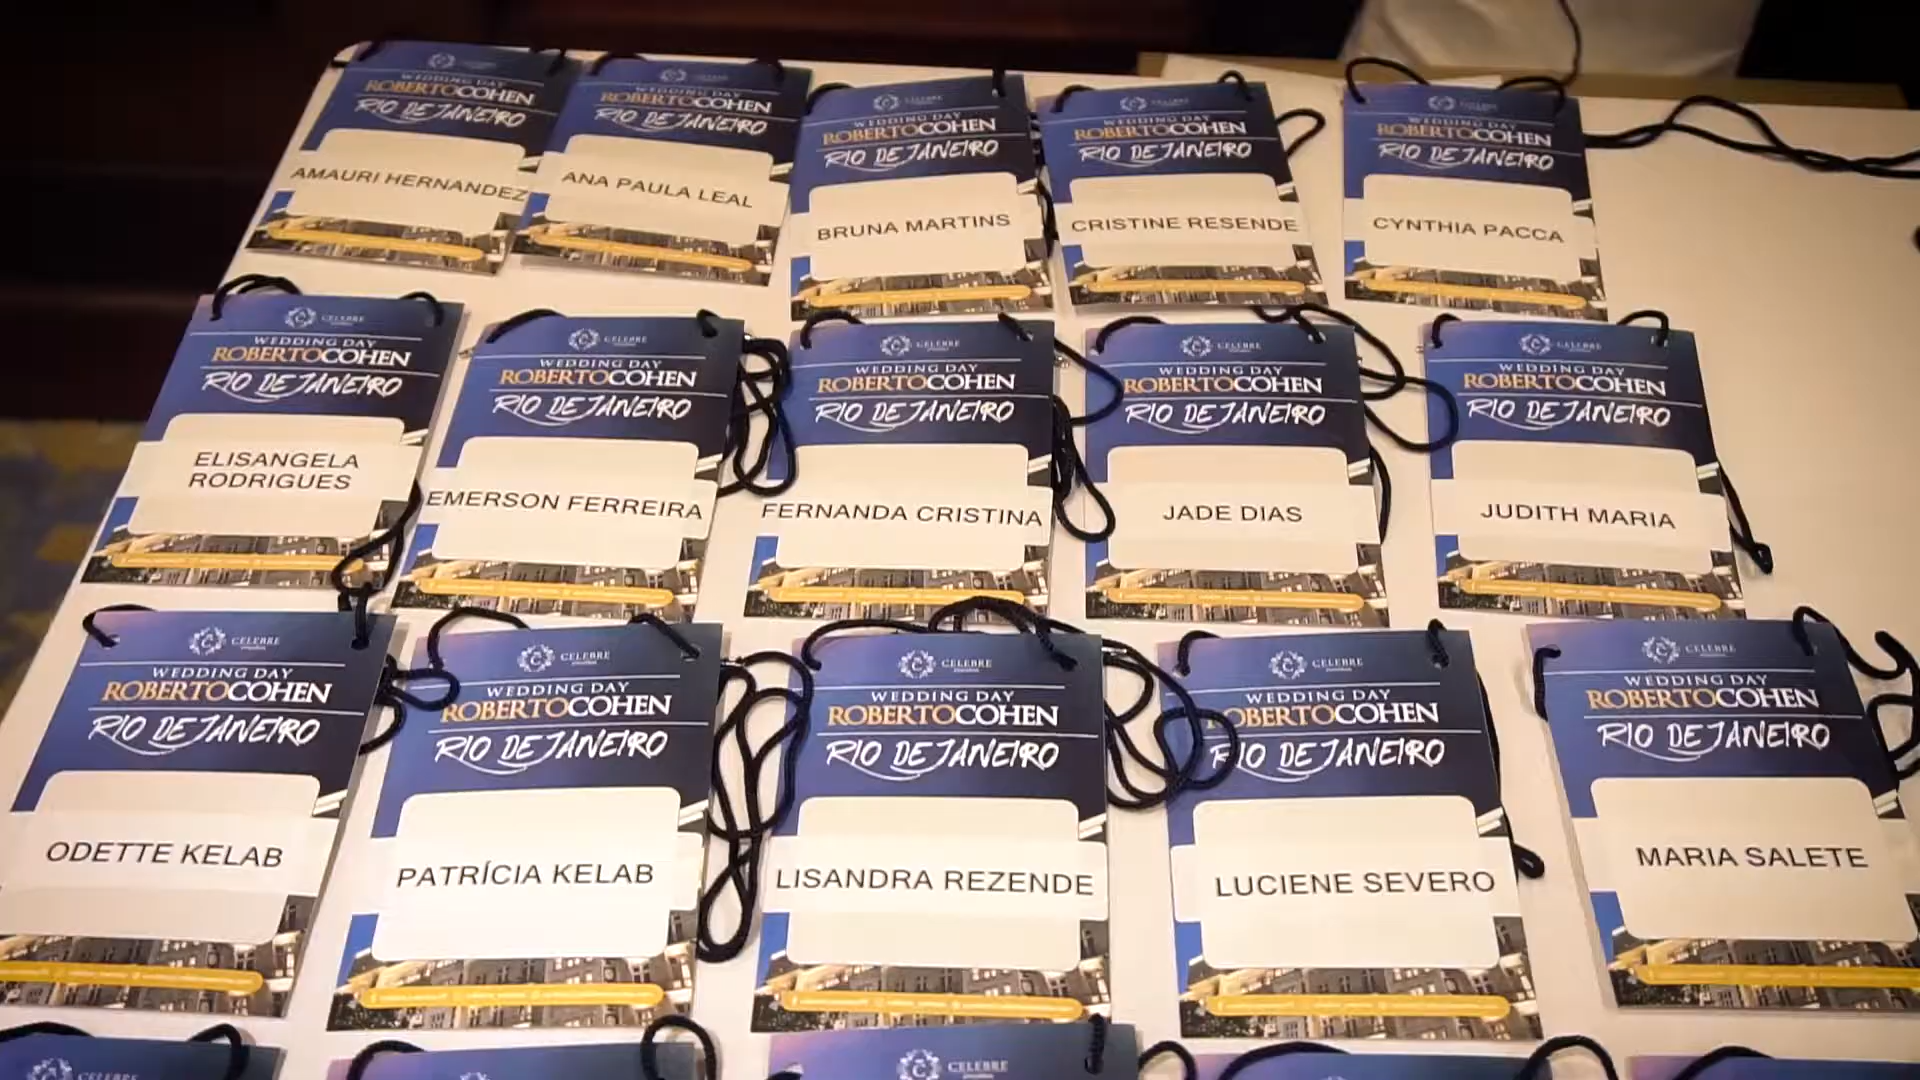 CELEBRE
WEDDING DAY
ROBERTOCOHEN
RIO DE JANEIRO
AMAURI HERNANDEZ
CELEBRE
WEDDING DAY
ROBERTOCOHEN
RIO DE JANEIRO
ANA PAULA LEAL
CELEBRE
WEDDING DAY
ROBERTOCOHEN
RIO DE JANEIRO
BRUNA MARTINS
CELEBRE
WEDDING DAY
ROBERTOCOHEN
RIO DE JANEIRO
CRISTINE RESENDE
CELEBRE
WEDDING DAY
ROBERTOCOHEN
RIO DE JANEIRO
CYNTHIA PACCA
CELEBRE
WEDDING DAY
ROBERTOCOHEN
RIO DE JANEIRO
ELISANGELA
RODRIGUES
CELEBRE
WEDDING DAY
ROBERTOCOHEN
RIO DE JANEIRO
EMERSON FERREIRA
CELEBRE
WEDDING DAY
ROBERTOCOHEN
RIO DE JANEIRO
FERNANDA CRISTINA
CELEBRE
WEDDING DAY
ROBERTOCOHEN
RIO DE JANEIRO
JADE DIAS
CELEBRE
WEDDING DAY
ROBERTOCOHEN
RIO DE JANEIRO
JUDITH MARIA
CELEBRE
WEDDING DAY
ROBERTOCOHEN
RIO DE JANEIRO
ODETTE KELAB
CELEBRE
WEDDING DAY
ROBERTOCOHEN
RIO DE JANEIRO
PATRÍCIA KELAB
CELEBRE
WEDDING DAY
ROBERTOCOHEN
RIO DE JANEIRO
LISANDRA REZENDE
CELEBRE
WEDDING DAY
ROBERTOCOHEN
RIO DE JANEIRO
LUCIENE SEVERO
CELEBRE
WEDDING DAY
ROBERTOCOHEN
RIO DE JANEIRO
MARIA SALETE
CELEBRE
CELEBRE